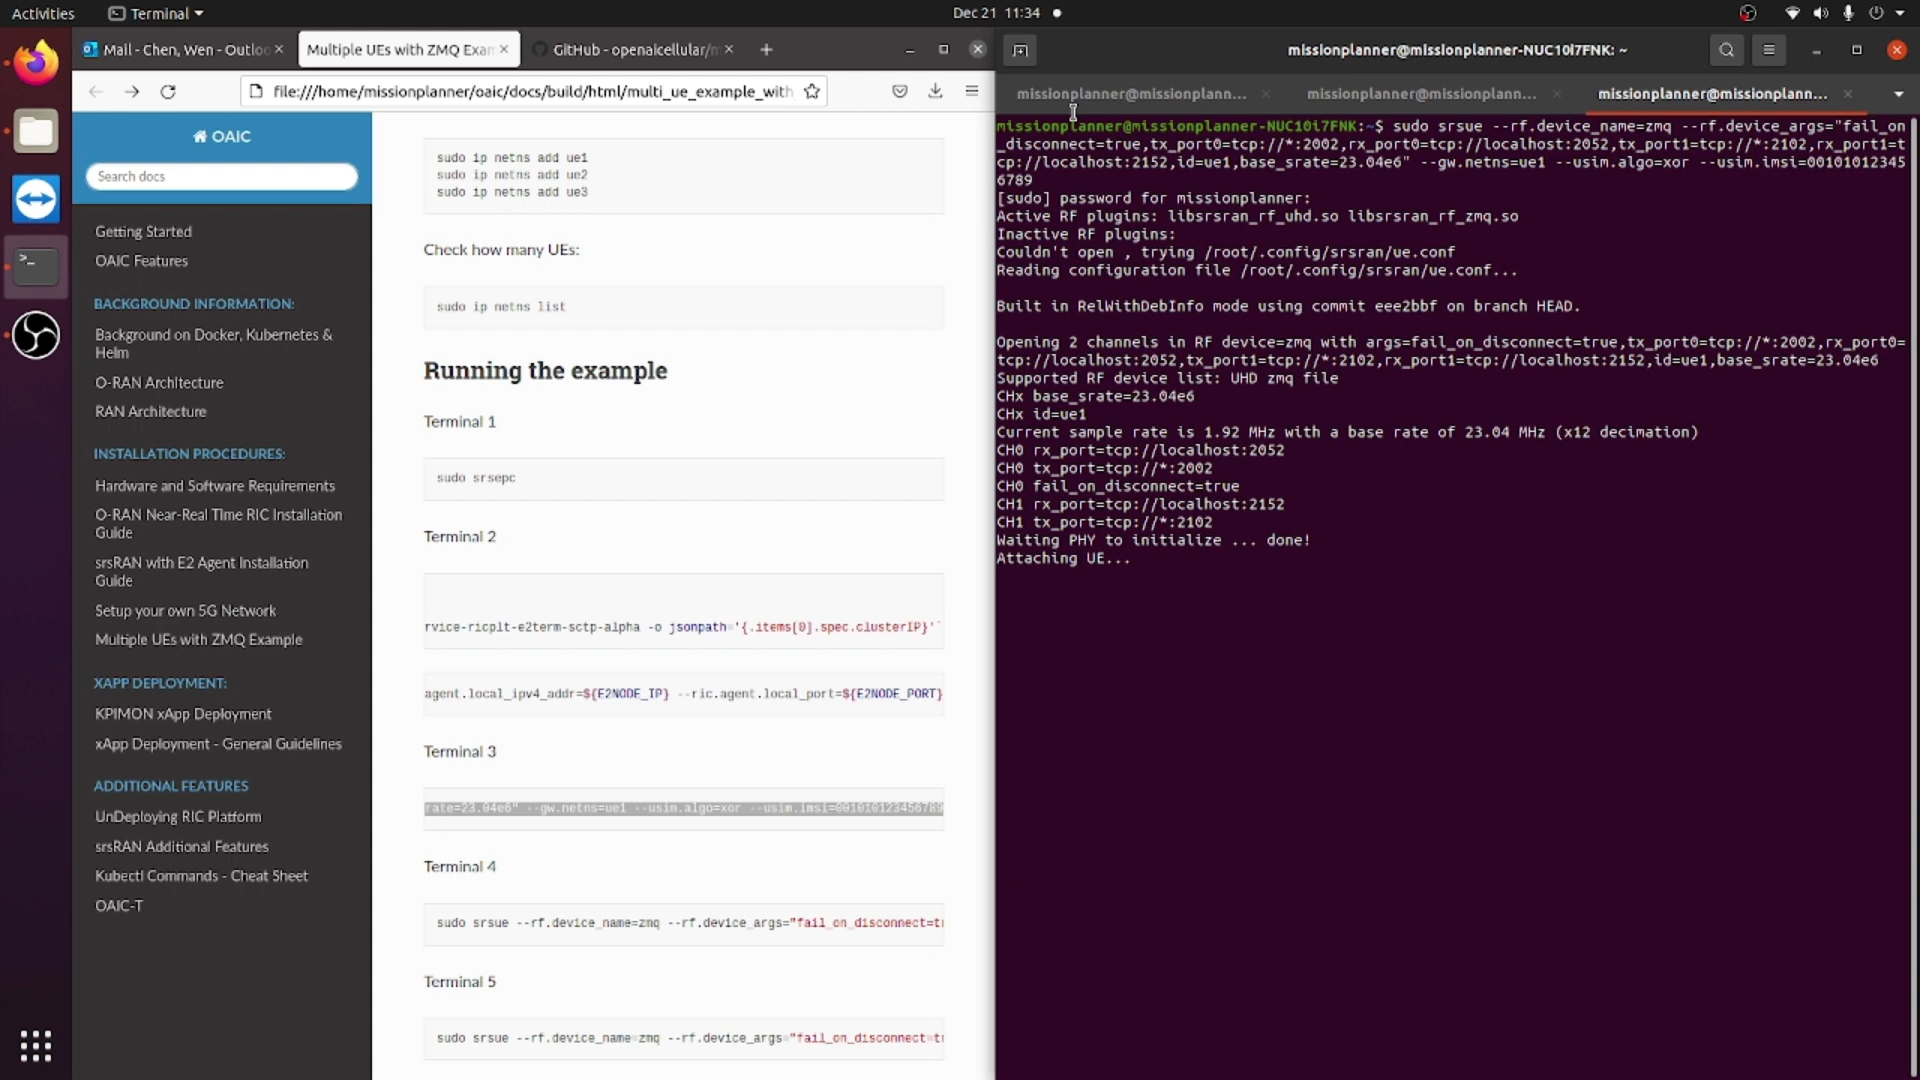 Activities
Terminal
Dec 21 11:34
Mail - Chen, Wen - Outlo
Multiple UEs with ZMQ Exam
GitHub - openaicellular/m
file:///home/missionplanner/oaic/docs/build/html/multi_ue_example_with_
OAIC
Search docs
Getting Started
OAIC Features
BACKGROUND INFORMATION:
Background on Docker, Kubernetes &
Helm
O-RAN Architecture
RAN Architecture
INSTALLATION PROCEDURES:
Hardware and Software Requirements
O-RAN Near-Real Time RIC Installation
Guide
srsRAN with E2 Agent Installation
Guide
Setup your own 5G Network
Multiple UEs with ZMQ Example
XAPP DEPLOYMENT:
KPIMON xApp Deployment
xApp Deployment - General Guidelines
ADDITIONAL FEATURES
UnDeploying RIC Platform
srsRAN Additional Features
Kubectl Commands - Cheat Sheet
OAIC-T
sudo ip netns add ue1
sudo ip netns add ue2
sudo ip netns add ue3
Check how many UEs:
sudo ip netns list
Running the example
Terminal 1
sudo srsepc
Terminal 2
rvice-ricplt-e2term-sctp-alpha -o jsonpath='{.items[0].spec.clusterIP}'`
agent.local_ipv4_addr=${E2NODE_IP} --ric.agent.local_port=${E2NODE_PORT}
Terminal 3
rate=23.04e6" --gw.netns=ue1 --usim.algo=xor --usim.imsi=001010123456789
Terminal 4
sudo srsue --rf.device_name=zmq --rf.device_args="fail_on_disconnect=tr
Terminal 5
sudo srsue --rf.device_name=zmq --rf.device_args="fail_on_disconnect=tr
missionplanner@missionplanner-NUC10i7FNK: ~
missionplanner@missionplann...
missionplanner@missionplann...
missionplanner@missionplann...
missionplanner@missionplanner-NUC10i7FNK:~$ sudo srsue --rf.device_name=zmq --rf.device_args="fail_on
_disconnect=true,tx_port0=tcp://*:2002,rx_port0=tcp://localhost:2052,tx_port1=tcp://*:2102,rx_port1=t
cp://localhost:2152,id=ue1,base_srate=23.04e6" --gw.netns=ue1 --usim.algo=xor --usim.imsi=00101012345
6789
[sudo] password for missionplanner:
Active RF plugins: libsrsran_rf_uhd.so libsrsran_rf_zmq.so
Inactive RF plugins:
Couldn't open , trying /root/.config/srsran/ue.conf
Reading configuration file /root/.config/srsran/ue.conf...
Built in RelWithDebInfo mode using commit eee2bbf on branch HEAD.
Opening 2 channels in RF device=zmq with args=fail_on_disconnect=true,tx_port0=tcp://*:2002,rx_port0=
tcp://localhost:2052,tx_port1=tcp://*:2102,rx_port1=tcp://localhost:2152,id=ue1,base_srate=23.04e6
Supported RF device list: UHD zmq file
CHx base_srate=23.04e6
CHx id=ue1
Current sample rate is 1.92 MHz with a base rate of 23.04 MHz (x12 decimation)
CH0 rx_port=tcp://localhost:2052
CH0 tx_port=tcp://*:2002
CH0 fail_on_disconnect=true
CH1 rx_port=tcp://localhost:2152
CH1 tx_port=tcp://*:2102
Waiting PHY to initialize ... done!
Attaching UE...